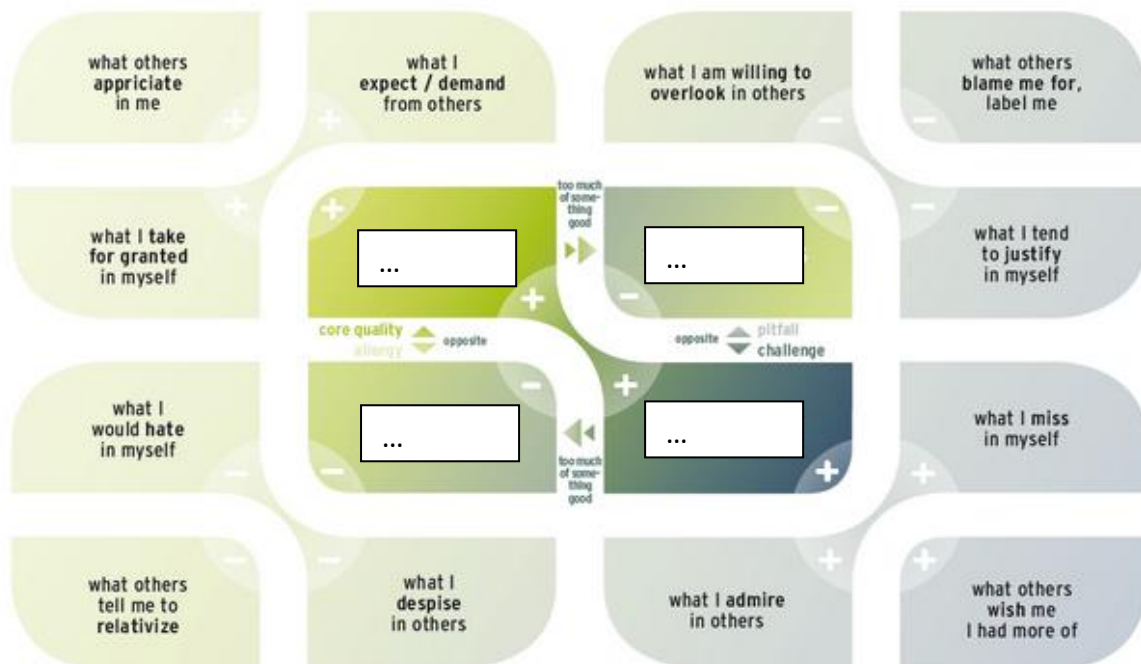 what others
appriciate
in me
what I
expect / demand
from others
what I am willing to
overlook in others
what others
blame me for,
label me
what I take
for granted
in myself
...
too much
of some-
thing
good
...
what I tend
to justify
in myself
core quality
allergy
opposite
opposite
pitfall
challenge
what I
would hate
in myself
...
too much
of some-
thing
good
...
what I miss
in myself
what others
tell me to
relativize
what I
despise
in others
what I admire
in others
what others
wish me
I had more of